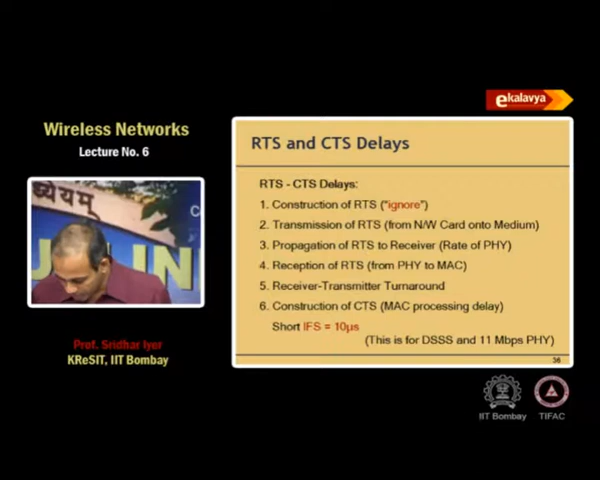 ekalavya
Wireless Networks
Lecture No. 6
ध्येयम्
Prof. Sridhar Iyer
KReSIT, IIT Bombay
RTS and CTS Delays
RTS - CTS Delays:
1. Construction of RTS ("ignore")
2. Transmission of RTS (from N/W Card onto Medium)
3. Propagation of RTS to Receiver (Rate of PHY)
4. Reception of RTS (from PHY to MAC)
5. Receiver-Transmitter Turnaround
6. Construction of CTS (MAC processing delay)
Short IFS = 10µs
(This is for DSSS and 11 Mbps PHY)
36
IIT Bombay
TIFAC